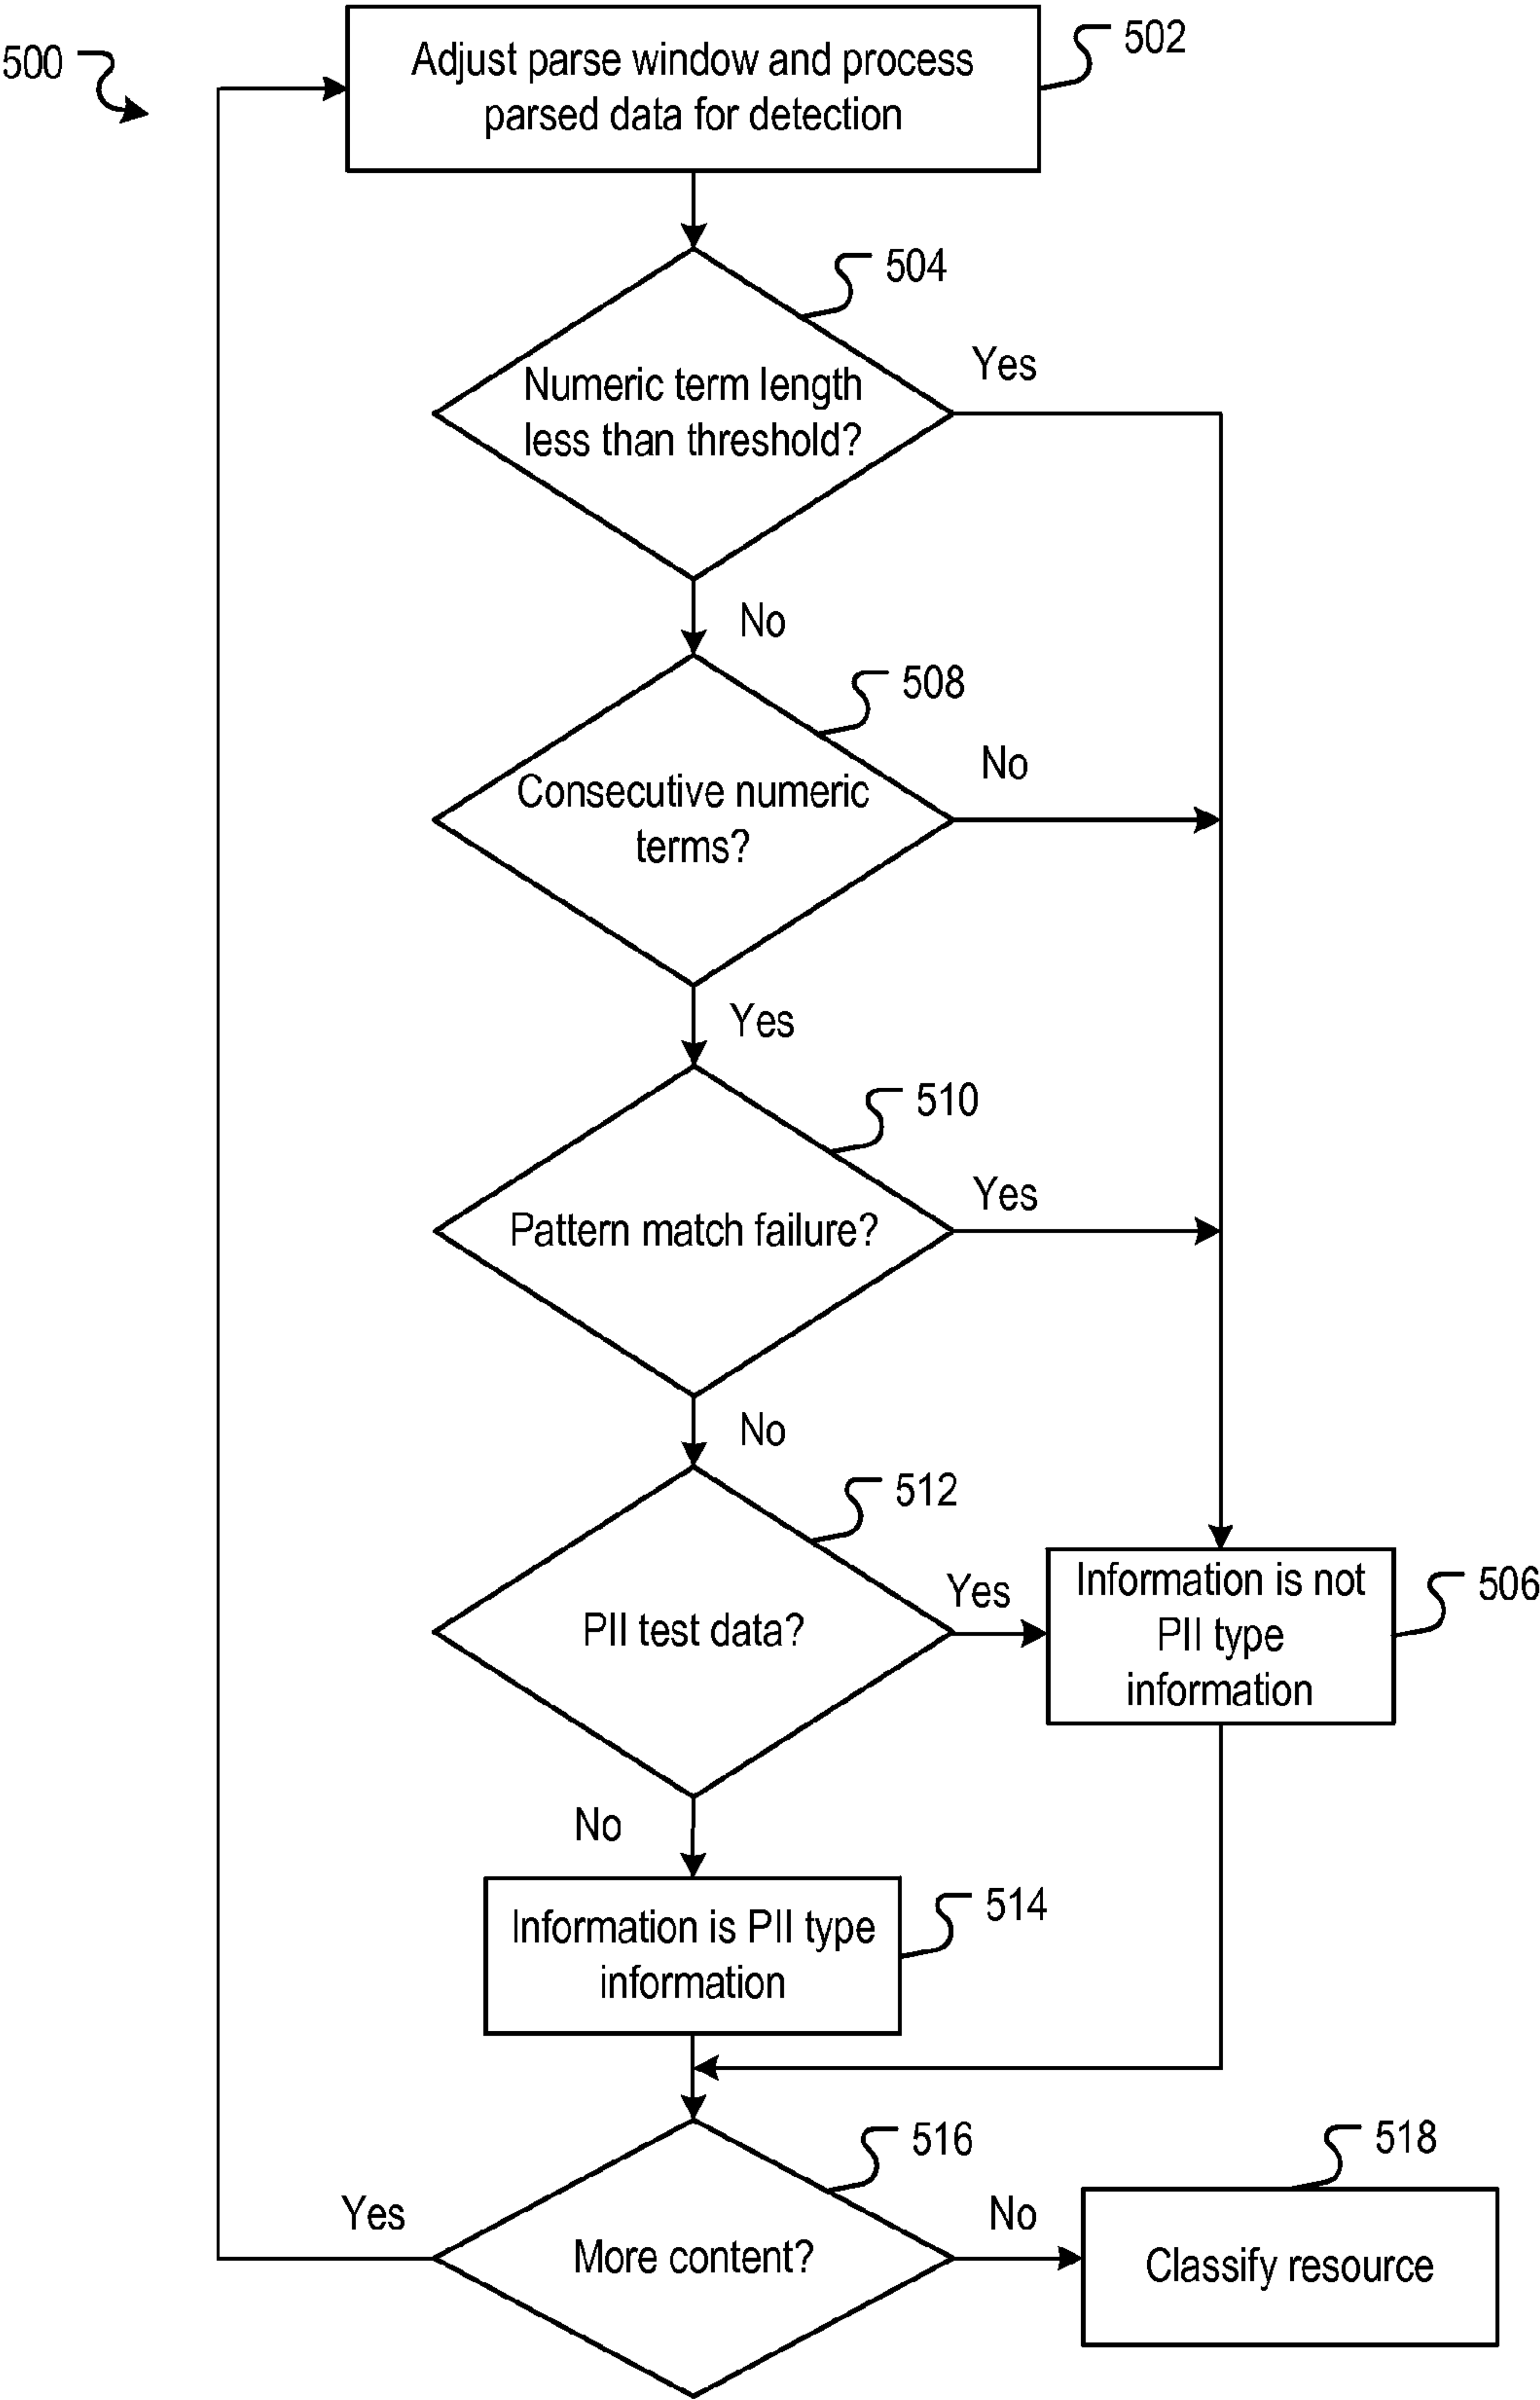 500
Adjust parse window and process
parsed data for detection
502
504
Numeric term length
less than threshold?
Yes
No
508
Consecutive numeric
terms?
No
Yes
510
Pattern match failure?
Yes
No
512
PII test data?
Yes
Information is not
PII type
information
506
No
Information is PII type
information
514
516
More content?
Yes
No
518
Classify resource